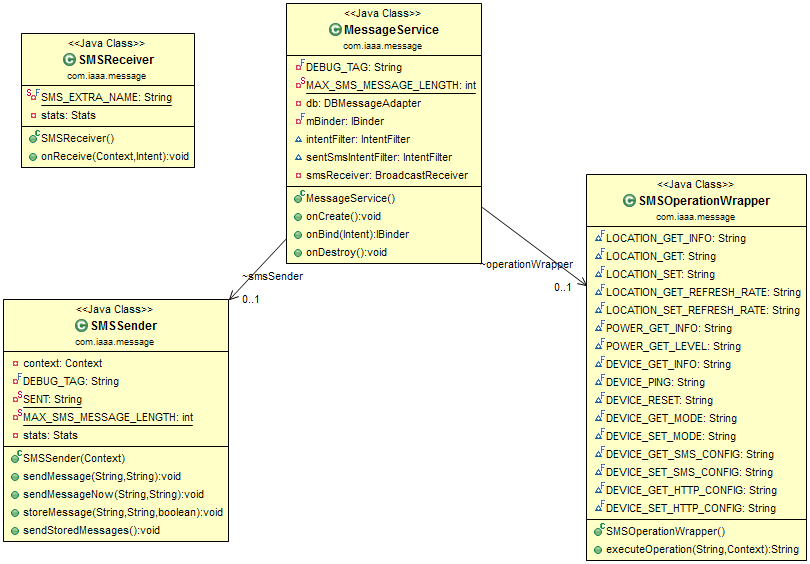 <<Java Class>>
SMSReceiver
com.iaaa.message
SMS_EXTRA_NAME: String
stats: Stats
SMSReceiver()
onReceive(Context,Intent):void
<<Java Class>>
MessageService
com.iaaa.message
DEBUG_TAG: String
MAX_SMS_MESSAGE_LENGTH: int
db: DBMessageAdapter
mBinder: IBinder
intentFilter: IntentFilter
sentSmsIntentFilter: IntentFilter
smsReceiver: BroadcastReceiver
MessageService()
onCreate():void
onBind(Intent):IBinder
onDestroy():void
~smsSender
0..1
~operationWrapper
0..1
<<Java Class>>
SMSSender
com.iaaa.message
context: Context
DEBUG_TAG: String
SENT: String
MAX_SMS_MESSAGE_LENGTH: int
stats: Stats
SMSSender(Context)
sendMessage(String,String):void
sendMessageNow(String,String):void
storeMessage(String,String,boolean):void
sendStoredMessages():void
<<Java Class>>
SMSOperationWrapper
com.iaaa.message
LOCATION_GET_INFO: String
LOCATION_GET: String
LOCATION_SET: String
LOCATION_GET_REFRESH_RATE: String
LOCATION_SET_REFRESH_RATE: String
POWER_GET_INFO: String
POWER_GET_LEVEL: String
DEVICE_GET_INFO: String
DEVICE_PING: String
DEVICE_RESET: String
DEVICE_GET_MODE: String
DEVICE_SET_MODE: String
DEVICE_GET_SMS_CONFIG: String
DEVICE_SET_SMS_CONFIG: String
DEVICE_GET_HTTP_CONFIG: String
DEVICE_SET_HTTP_CONFIG: String
SMSOperationWrapper()
executeOperation(String,Context):String